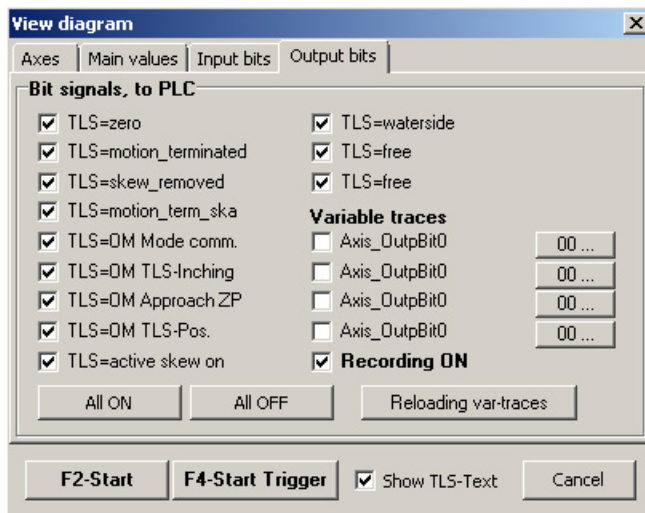 View diagram
Axes Main values Input bits Output bits
Bit signals, to PLC
TLS=zero
TLS=motion_terminated
TLS=skew_removed
TLS=motion_term_ska
TLS=OM Mode comm.
TLS=OM TLS-Inching
TLS=OM Approach ZP
TLS=OM TLS-Pos.
TLS=active skew on
TLS=waterside
TLS=free
TLS=free
Variable traces
Axis_OutpBit0 00 ...
Axis_OutpBit0 00 ...
Axis_OutpBit0 00 ...
Axis_OutpBit0 00 ...
Recording ON
All ON All OFF Reloading var-traces
F2-Start F4-Start Trigger Show TLS-Text Cancel